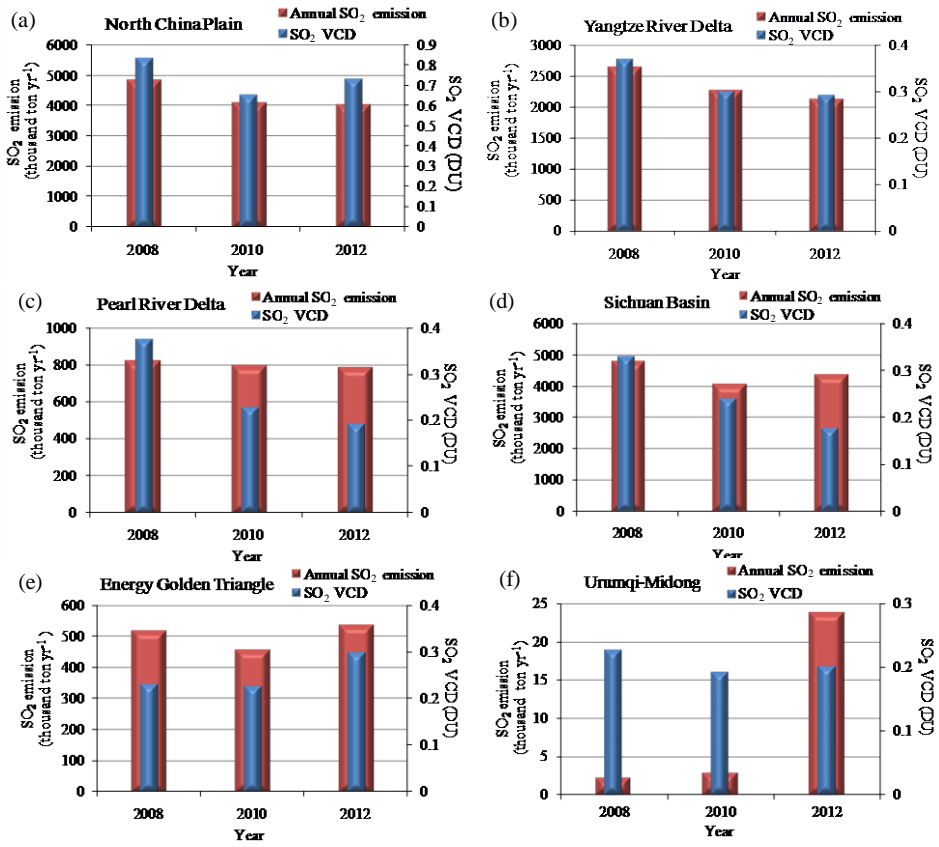 (a)
North China Plain
Annual SO2 emission
SO2 VCD
SO2 emission
(thousand ton yr-1)
6000
5000
4000
3000
2000
1000
0
0.9
0.8
0.7
0.6
0.5
0.4
0.3
0.2
0.1
0
SO2 VCD (DU)
2008 2010 2012
Year
(b)
Yangtze River Delta
Annual SO2 emission
SO2 VCD
SO2 emission
(thousand ton yr-1)
3000
2500
2000
1500
1000
500
0
0.4
0.3
0.2
0.1
0
SO2 VCD (DU)
2008 2010 2012
Year
(c)
Pearl River Delta
Annual SO2 emission
SO2 VCD
SO2 emission
(thousand ton yr-1)
1000
800
600
400
200
0
0.4
0.3
0.2
0.1
0
SO2 VCD (DU)
2008 2010 2012
Year
(d)
Sichuan Basin
Annual SO2 emission
SO2 VCD
SO2 emission
(thousand ton yr-1)
6000
5000
4000
3000
2000
1000
0
0.4
0.3
0.2
0.1
0
SO2 VCD (DU)
2008 2010 2012
Year
(e)
Energy Golden Triangle
Annual SO2 emission
SO2 VCD
SO2 emission
(thousand ton yr-1)
600
500
400
300
200
100
0
0.4
0.3
0.2
0.1
0
SO2 VCD (DU)
2008 2010 2012
Year
(f)
Urumqi-Midong
Annual SO2 emission
SO2 VCD
SO2 emission
(thousand ton yr-1)
25
20
15
10
5
0
0.3
0.2
0.1
0
SO2 VCD (DU)
2008 2010 2012
Year